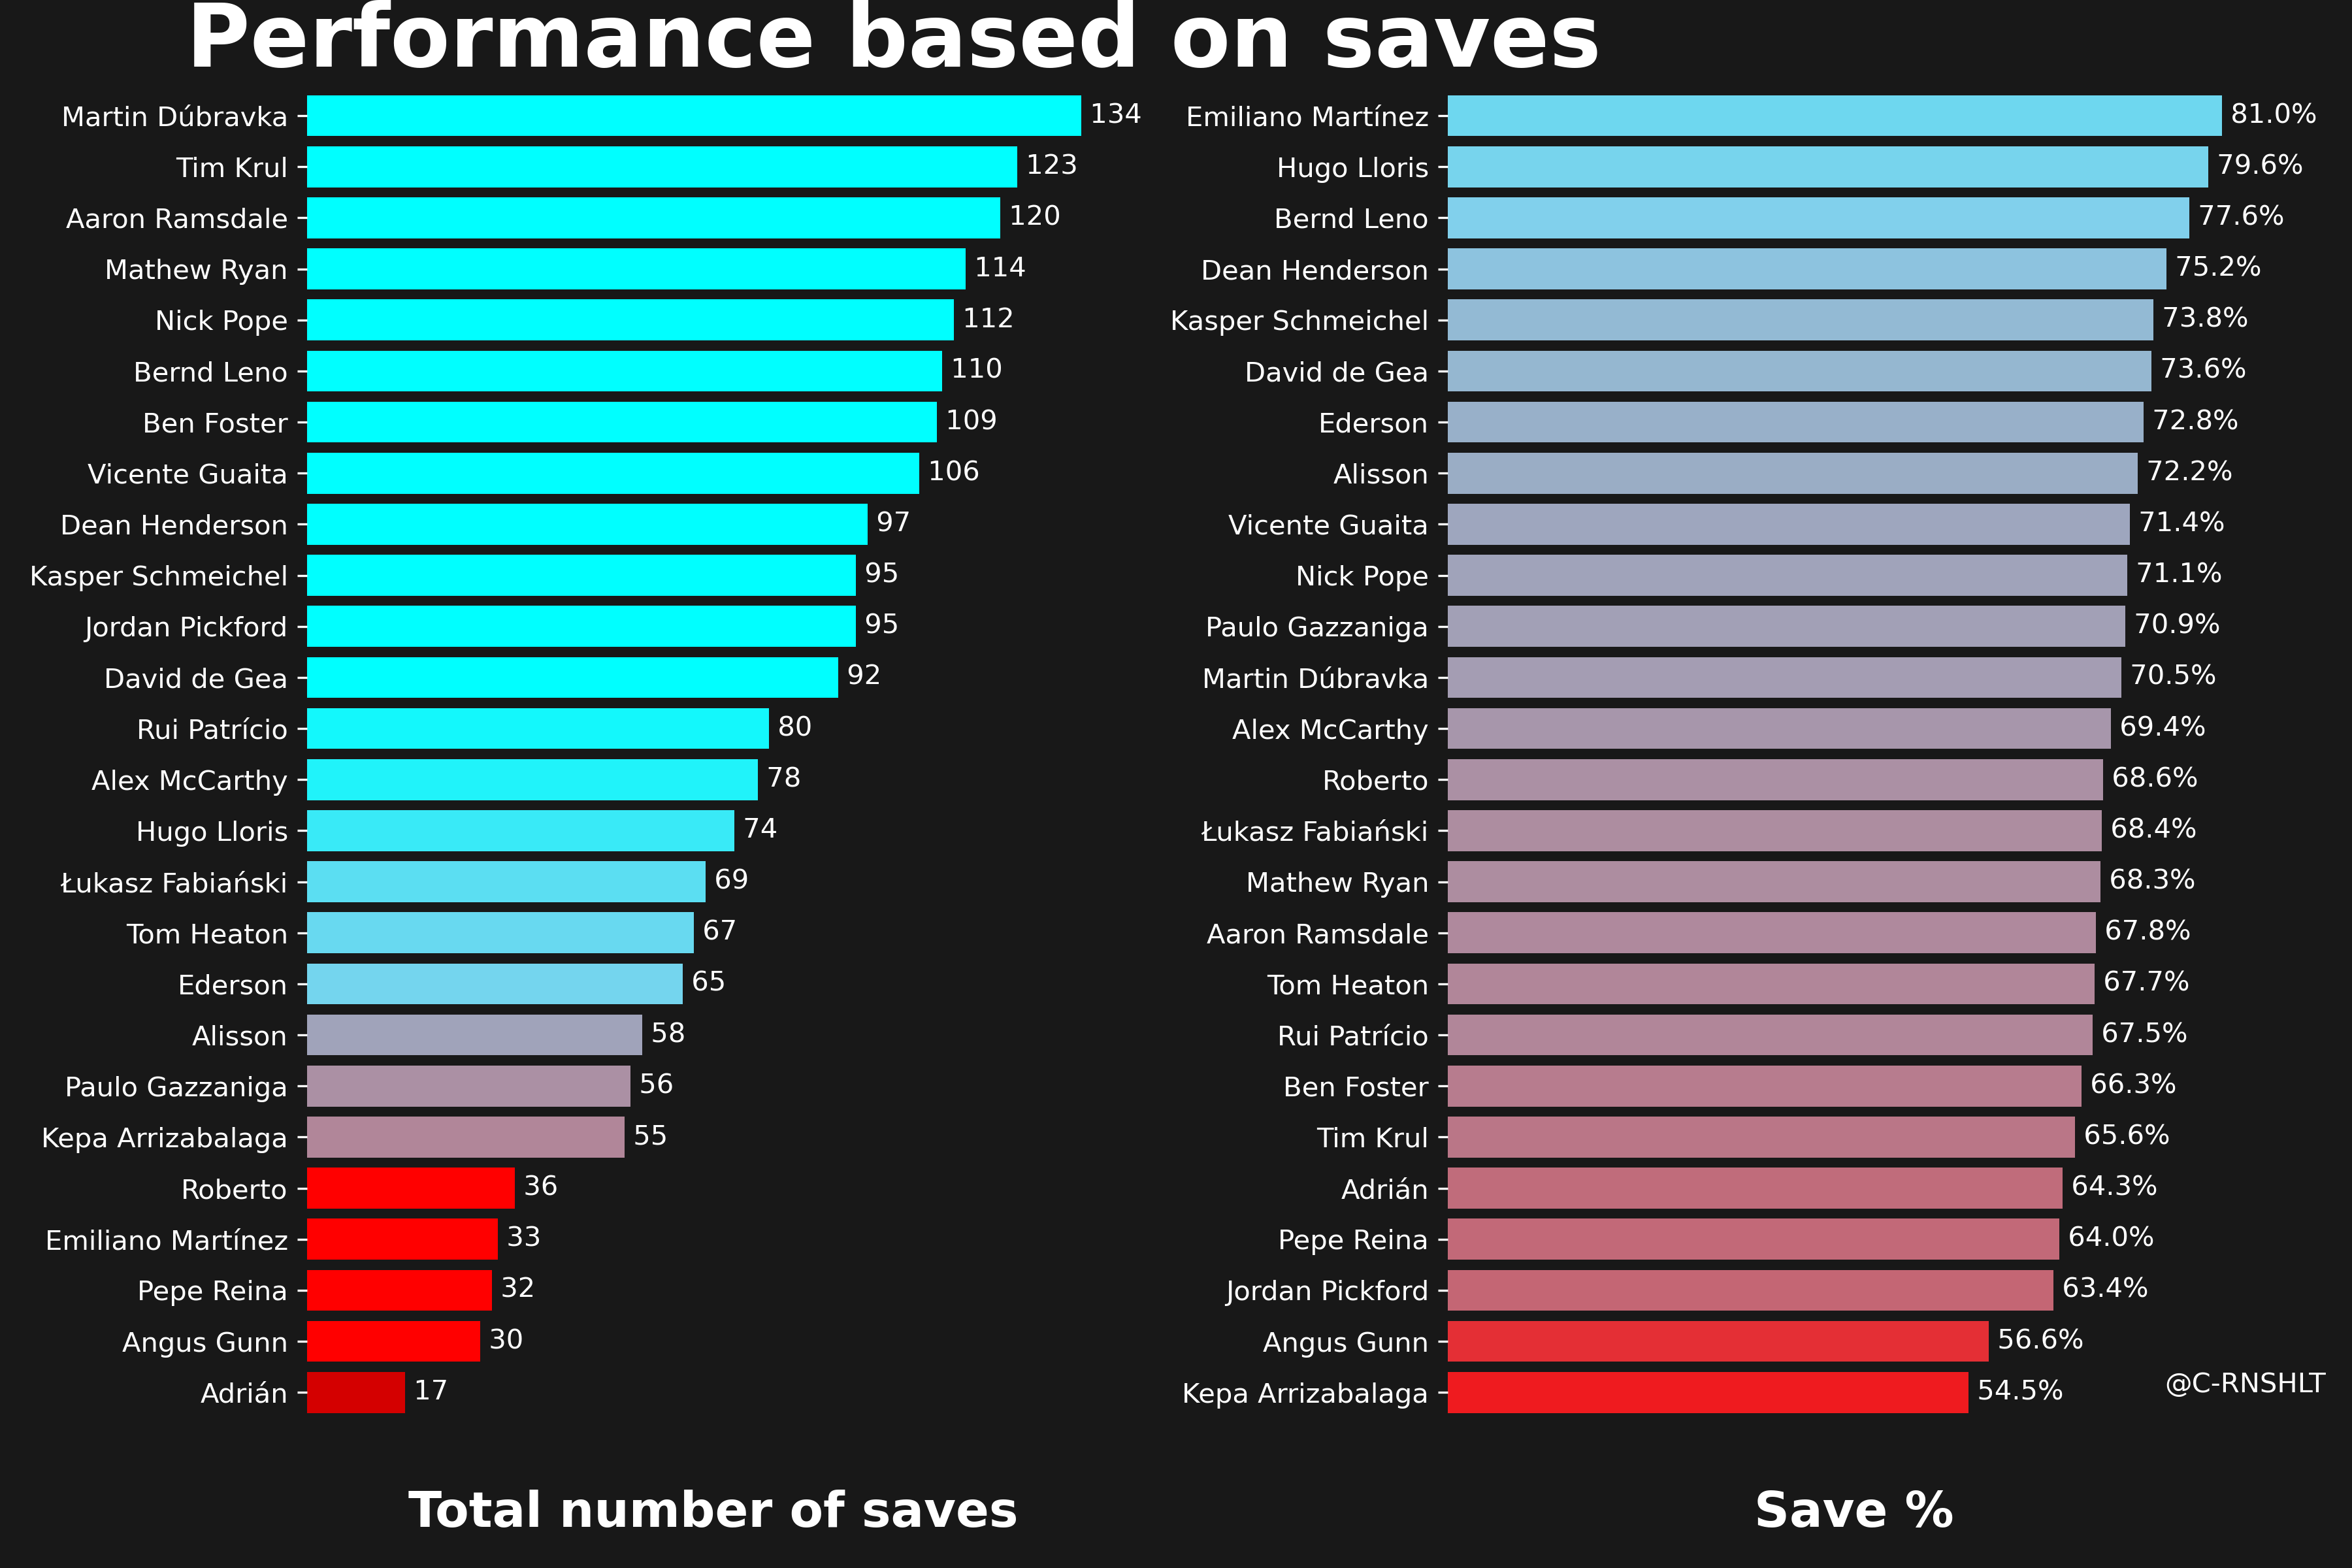 Performance based on saves
Martin Dúbravka 134
Tim Krul 123
Aaron Ramsdale 120
Mathew Ryan 114
Nick Pope 112
Bernd Leno 110
Ben Foster 109
Vicente Guaita 106
Dean Henderson 97
Kasper Schmeichel 95
Jordan Pickford 95
David de Gea 92
Rui Patrício 80
Alex McCarthy 78
Hugo Lloris 74
Łukasz Fabiański 69
Tom Heaton 67
Ederson 65
Alisson 58
Paulo Gazzaniga 56
Kepa Arrizabalaga 55
Roberto 36
Emiliano Martínez 33
Pepe Reina 32
Angus Gunn 30
Adrián 17
Total number of saves
Emiliano Martínez 81.0%
Hugo Lloris 79.6%
Bernd Leno 77.6%
Dean Henderson 75.2%
Kasper Schmeichel 73.8%
David de Gea 73.6%
Ederson 72.8%
Alisson 72.2%
Vicente Guaita 71.4%
Nick Pope 71.1%
Paulo Gazzaniga 70.9%
Martin Dúbravka 70.5%
Alex McCarthy 69.4%
Roberto 68.6%
Łukasz Fabiański 68.4%
Mathew Ryan 68.3%
Aaron Ramsdale 67.8%
Tom Heaton 67.7%
Rui Patrício 67.5%
Ben Foster 66.3%
Tim Krul 65.6%
Adrián 64.3%
Pepe Reina 64.0%
Jordan Pickford 63.4%
Angus Gunn 56.6%
Kepa Arrizabalaga 54.5%
@C-RNSHLT
Save %